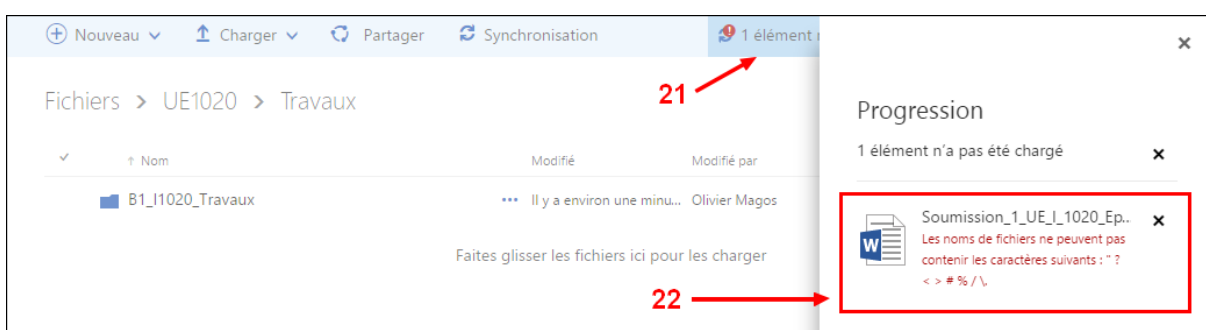 Nouveau Charger Partager Synchronisation 1 élément
21
Fichiers > UE1020 > Travaux
Progression
1 élément n'a pas été chargé
↑ Nom Modifié Modifié par
B1_I1020_Travaux ••• Il y a environ une minu... Olivier Magos
Soumission_1_UE_I_1020_Ep..
Les noms de fichiers ne peuvent pas
contenir les caractères suivants : " ?
< > # % / \,
Faites glisser les fichiers ici pour les charger
22